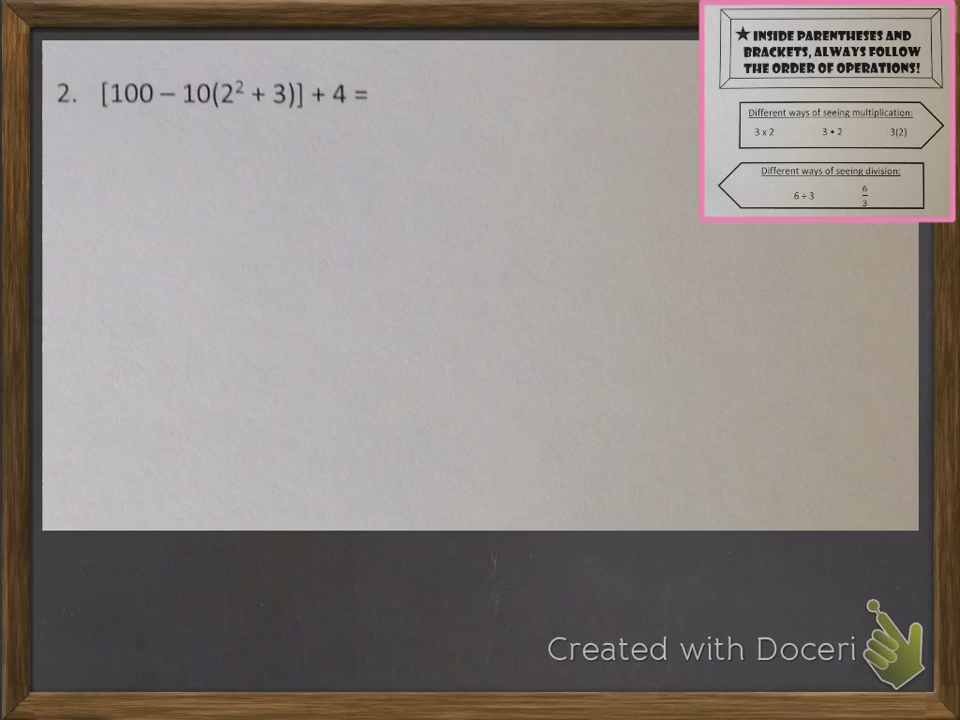 2. [100 – 10(2² + 3)] + 4 =
★ INSIDE PARENTHESES AND
BRACKETS, ALWAYS FOLLOW
THE ORDER OF OPERATIONS!
Different ways of seeing multiplication:
3 x 2 3 • 2 3(2)
Different ways of seeing division:
6 ÷ 3 6/3
Created with Doceri